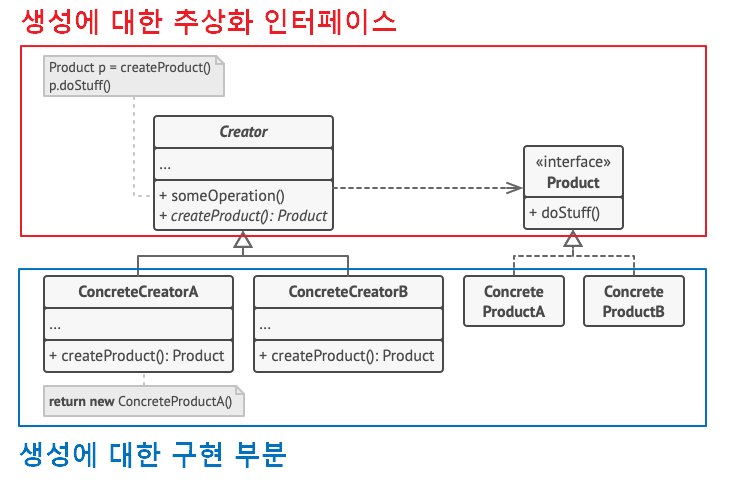 생성에 대한 추상화 인터페이스
Product p = createProduct()
p.doStuff()
Creator
...
+ someOperation()
+ createProduct(): Product
«interface»
Product
+ doStuff()
ConcreteCreatorA
...
+ createProduct(): Product
ConcreteCreatorB
...
+ createProduct(): Product
Concrete
ProductA
Concrete
ProductB
return new ConcreteProductA()
생성에 대한 구현 부분